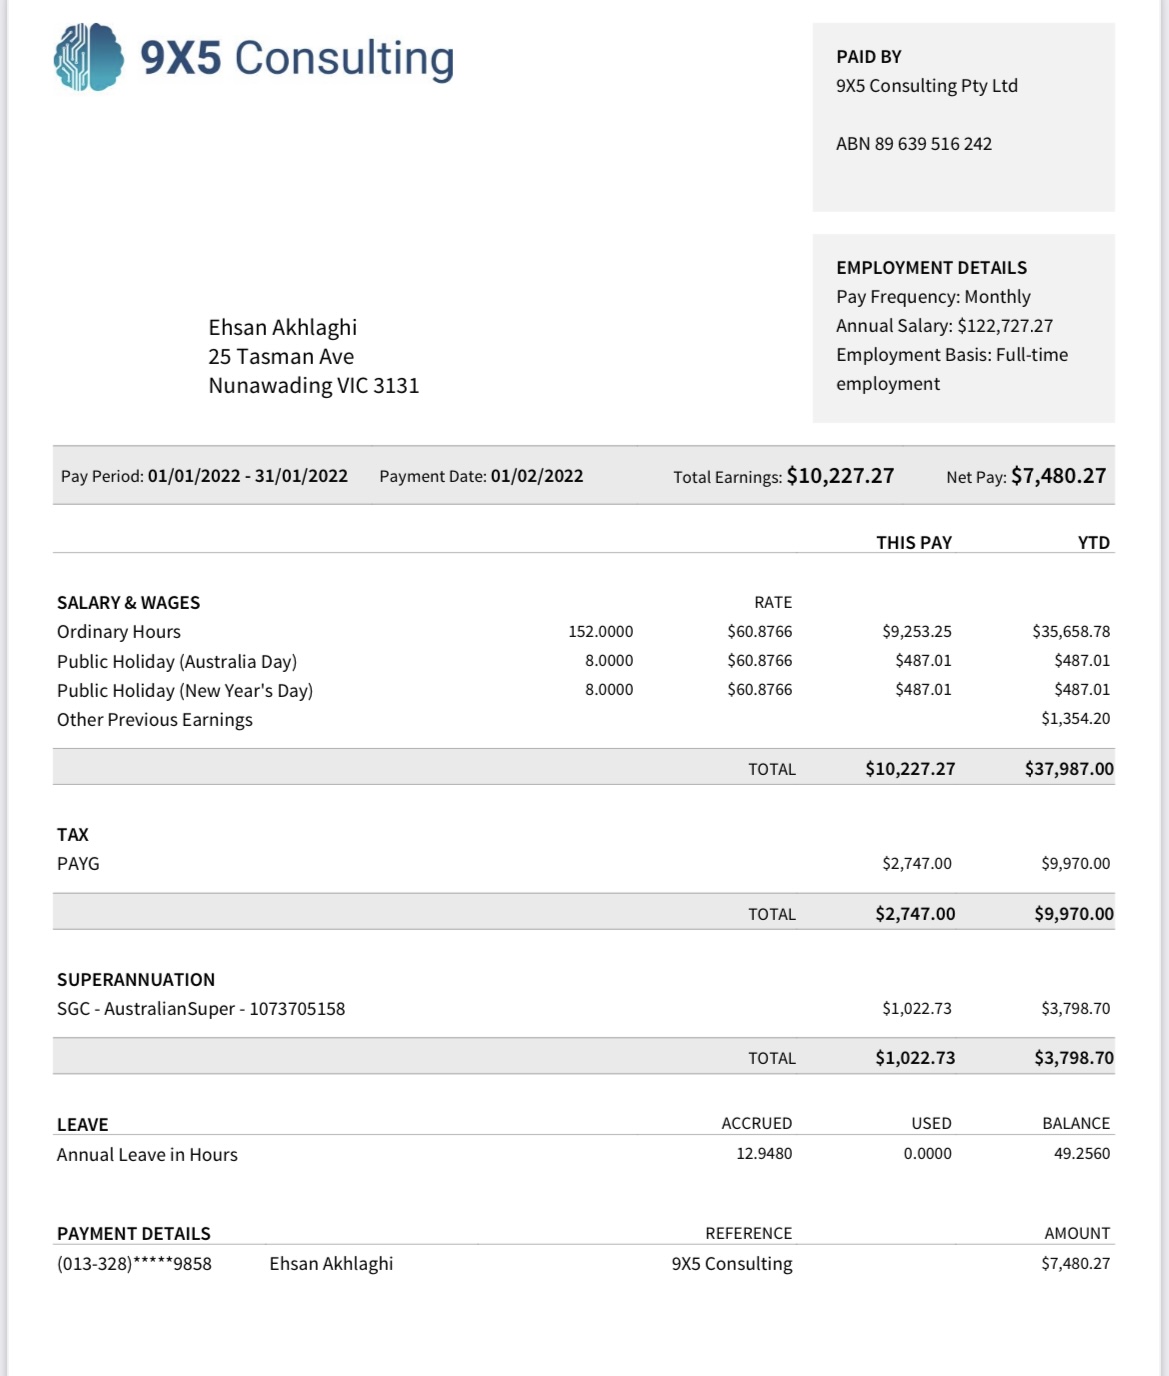 9X5 Consulting
PAID BY
9X5 Consulting Pty Ltd
ABN 89 639 516 242
EMPLOYMENT DETAILS
Pay Frequency: Monthly
Annual Salary: $122,727.27
Employment Basis: Full-time
employment
Ehsan Akhlaghi
25 Tasman Ave
Nunawading VIC 3131
Pay Period: 01/01/2022 - 31/01/2022 Payment Date: 01/02/2022 Total Earnings: $10,227.27 Net Pay: $7,480.27
THIS PAY YTD
SALARY & WAGES RATE
Ordinary Hours 152.0000 $60.8766 $9,253.25 $35,658.78
Public Holiday (Australia Day) 8.0000 $60.8766 $487.01 $487.01
Public Holiday (New Year's Day) 8.0000 $60.8766 $487.01 $487.01
Other Previous Earnings $1,354.20
TOTAL $10,227.27 $37,987.00
TAX
PAYG $2,747.00 $9,970.00
TOTAL $2,747.00 $9,970.00
SUPERANNUATION
SGC - AustralianSuper - 1073705158 $1,022.73 $3,798.70
TOTAL $1,022.73 $3,798.70
LEAVE ACCRUED USED BALANCE
Annual Leave in Hours 12.9480 0.0000 49.2560
PAYMENT DETAILS REFERENCE AMOUNT
(013-328)*****9858 Ehsan Akhlaghi 9X5 Consulting $7,480.27